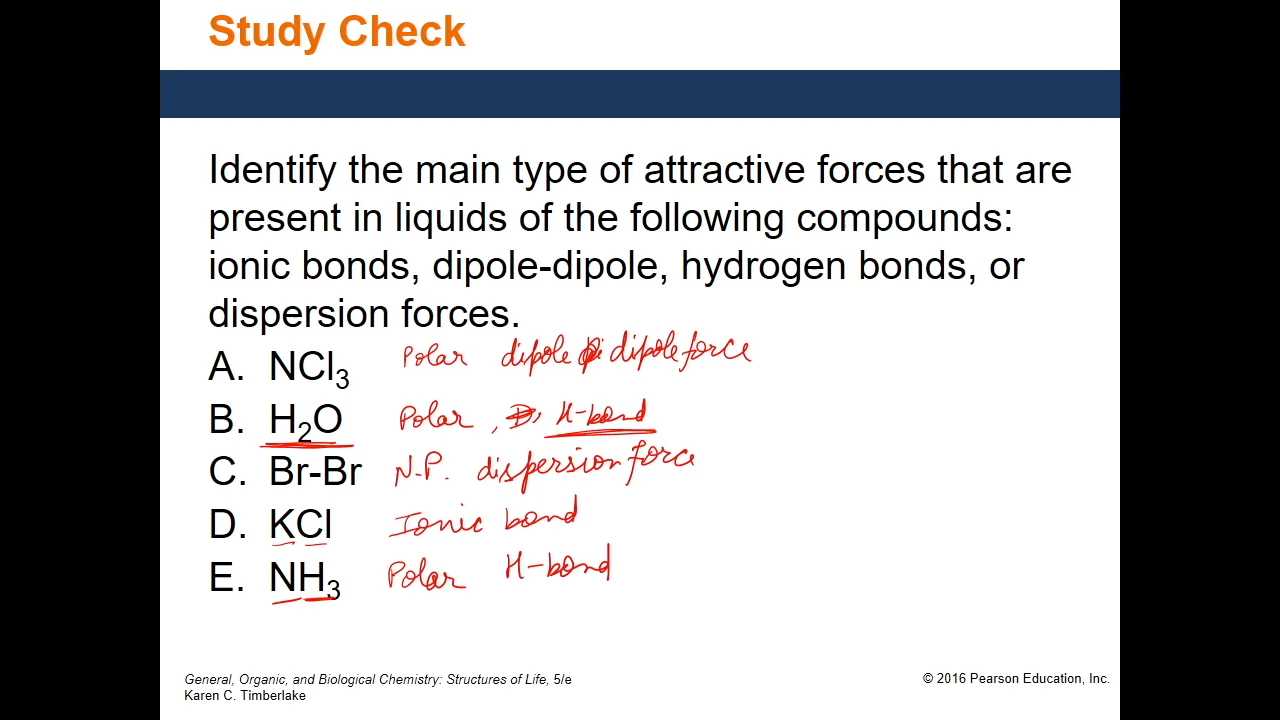 Study Check
Identify the main type of attractive forces that are
present in liquids of the following compounds:
ionic bonds, dipole-dipole, hydrogen bonds, or
dispersion forces.
A. NCl₃ Polar dipole dipole force
B. H₂O Polar, H-bond
C. Br-Br N.P. dispersion force
D. KCl Ionic bond
E. NH₃ Polar H-bond
General, Organic, and Biological Chemistry: Structures of Life, 5/e
Karen C. Timberlake
© 2016 Pearson Education, Inc.